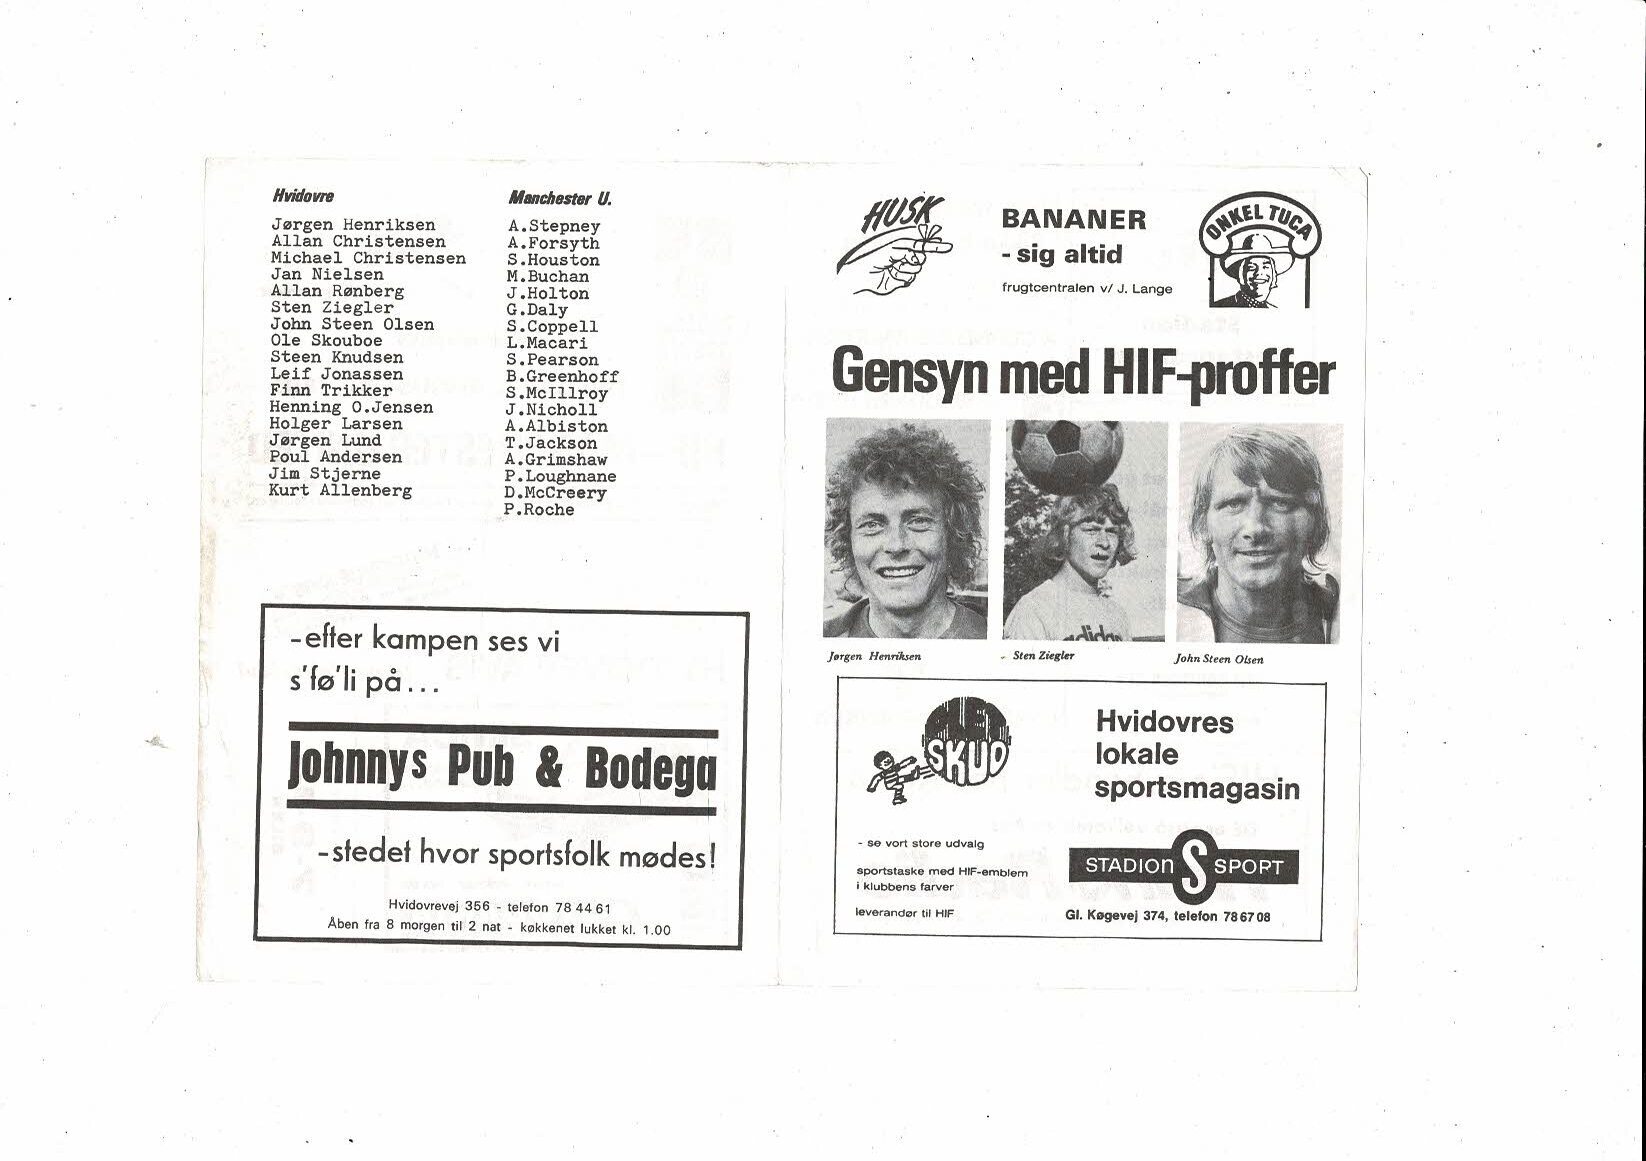 Hvidovre
Jørgen Henriksen
Allan Christensen
Michael Christensen
Jan Nielsen
Allan Rønberg
Sten Ziegler
John Steen Olsen
Ole Skouboe
Steen Knudsen
Leif Jonassen
Finn Trikker
Henning O.Jensen
Holger Larsen
Jørgen Lund
Poul Andersen
Jim Stjerne
Kurt Allenberg
Manchester U.
A.Stepney
A.Forsyth
S.Houston
M.Buchan
J.Holton
G.Daly
S.Coppell
L.Macari
S.Pearson
B.Greenhoff
S.McIllroy
J.Nicholl
A.Albiston
T.Jackson
A.Grimshaw
P.Loughnane
D.McCreery
P.Roche
-efter kampen ses vi
s'fø'li på...
Johnnys Pub & Bodega
-stedet hvor sportsfolk mødes!
Hvidovrevej 356 - telefon 78 44 61
Åben fra 8 morgen til 2 nat - køkkenet lukket kl. 1.00
HUSK
BANANER
- sig altid
frugtcentralen v/ J. Lange
ONKEL TUCA
Gensyn med HIF-proffer
adidas
Jørgen Henriksen
Sten Ziegler
John Steen Olsen
SKUD
Hvidovres
lokale
sportsmagasin
- se vort store udvalg
sportstaske med HIF-emblem
i klubbens farver
leverandør til HIF
STADION S SPORT
Gl. Køgevej 374, telefon 78 67 08